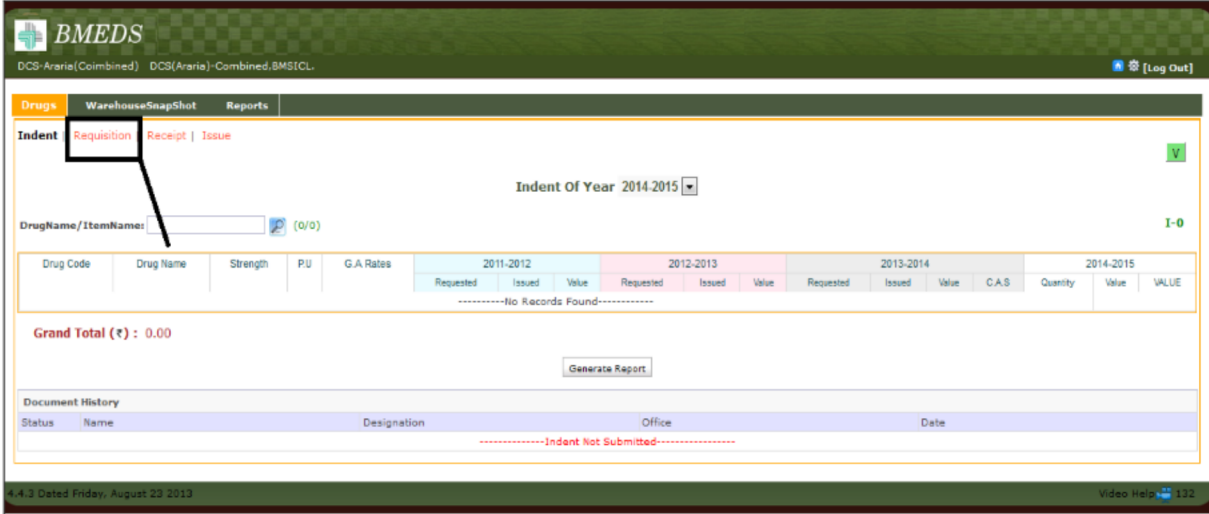 BMEDS
DCS-Araria(Coimbined) DCS(Araria)-Combined,BMSICL. [Log Out]
Drugs WarehouseSnapShot Reports
Indent | Requisition | Receipt | Issue
V
Indent Of Year 2014-2015
DrugName/ItemName: (0/0) I-0
Drug Code Drug Name Strength P.U G.A Rates 2011-2012 2012-2013 2013-2014 2014-2015
Requested Issued Value Requested Issued Value Requested Issued Value C.A.S Quantity Value VALUE
----------No Records Found------------
Grand Total (₹) : 0.00
Generate Report
Document History
Status Name Designation Office Date
--------------Indent Not Submitted-----------------
4.4.3 Dated Friday, August 23 2013 Video Help 132